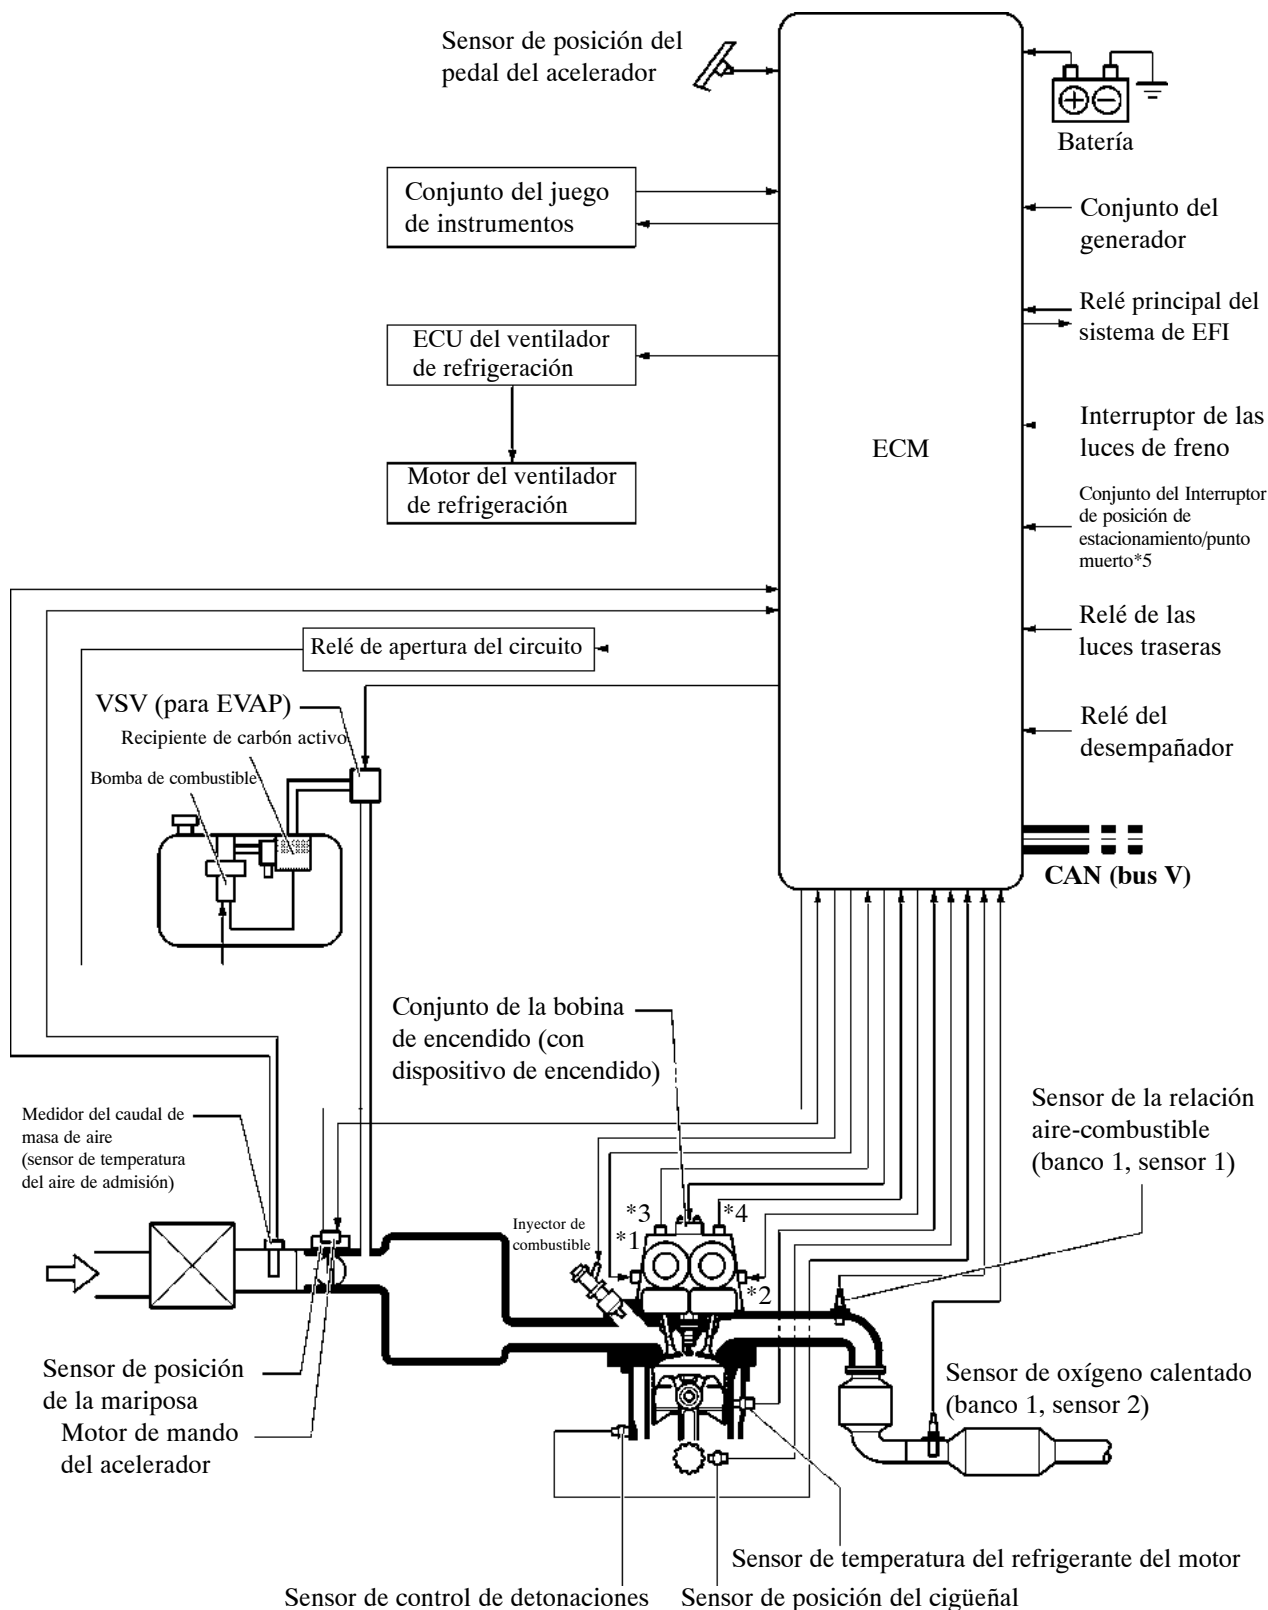 Sensor de posición del
pedal del acelerador
Batería
Conjunto del juego
de instrumentos
Conjunto del
generador
Relé principal del
sistema de EFI
ECU del ventilador
de refrigeración
Interruptor de las
luces de freno
ECM
Motor del ventilador
de refrigeración
Conjunto del Interruptor
de posición de
estacionamiento/punto
muerto*5
Relé de las
luces traseras
Relé de apertura del circuito
VSV (para EVAP)
Recipiente de carbón activo
Bomba de combustible
Relé del
desempañador
CAN (bus V)
Conjunto de la bobina
de encendido (con
dispositivo de encendido)
Medidor del caudal de
masa de aire
(sensor de temperatura
del aire de admisión)
Sensor de la relación
aire-combustible
(banco 1, sensor 1)
*3
*4
*1
*2
Inyector de
combustible
Sensor de posición
de la mariposa
Motor de mando
del acelerador
Sensor de oxígeno calentado
(banco 1, sensor 2)
Sensor de temperatura del refrigerante del motor
Sensor de control de detonaciones
Sensor de posición del cigüeñal